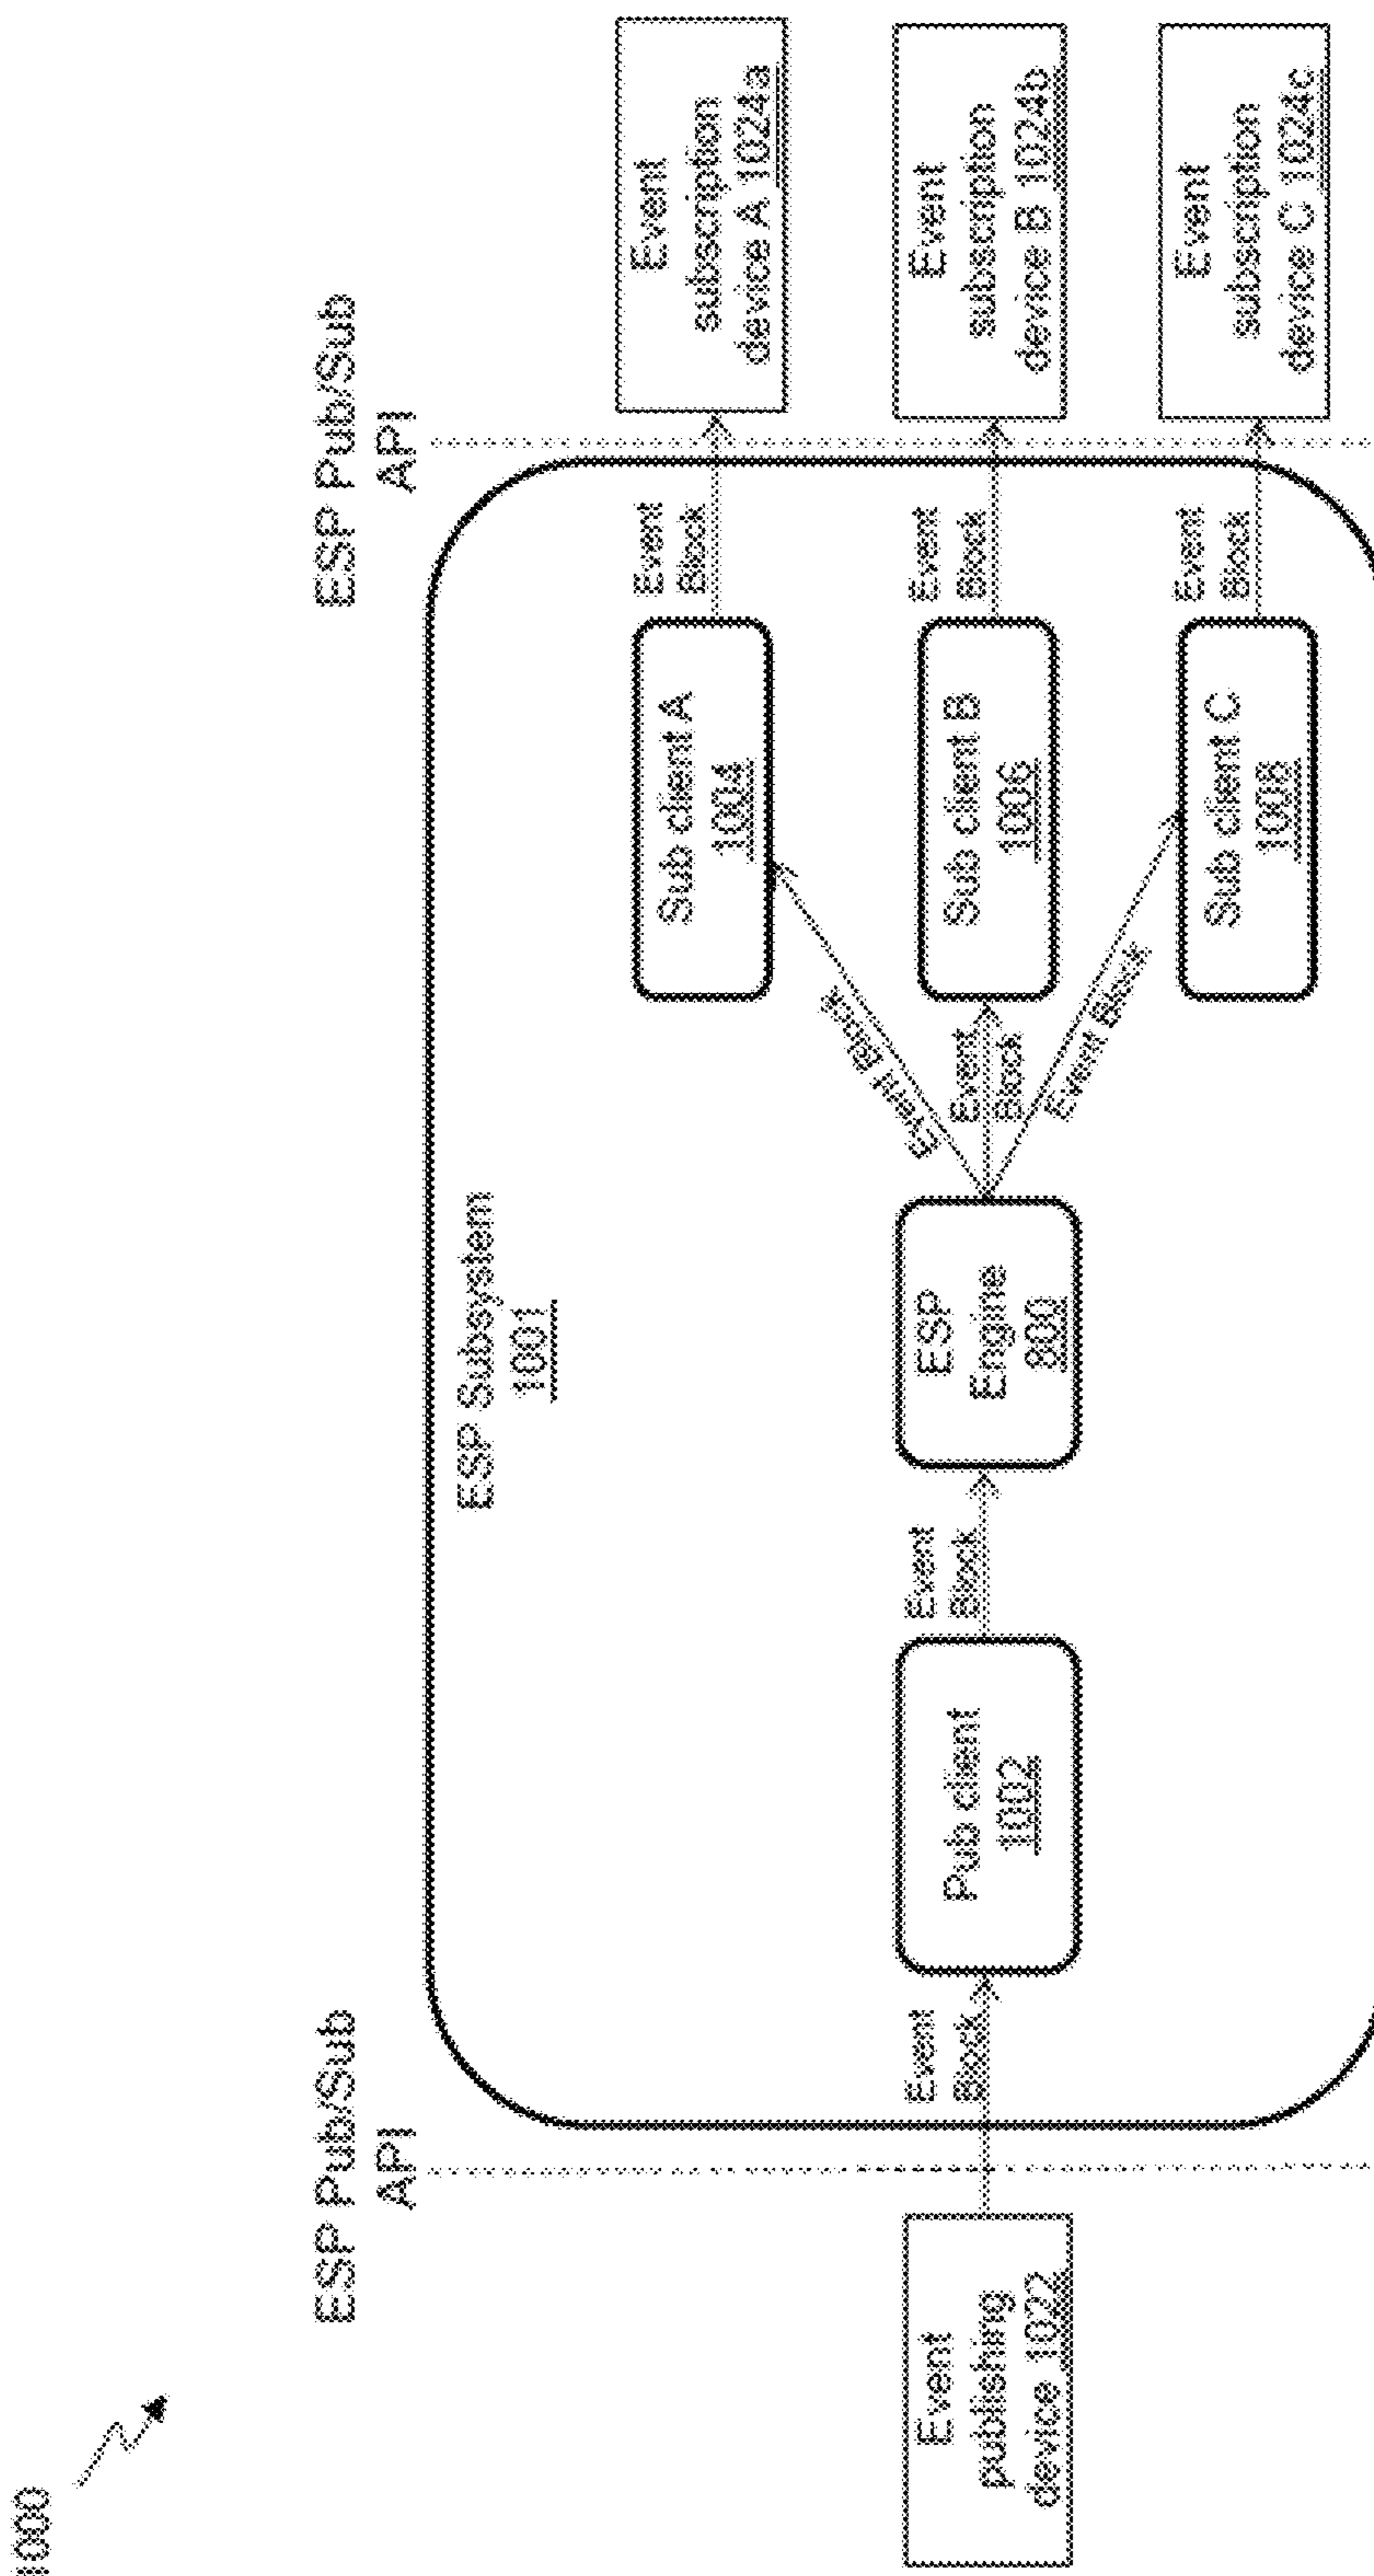 1000
ESP Pub/Sub
API
ESP Pub/Sub
API
ESP Subsystem
1001
Event
publishing
device 1022
Event
Block
Pub client
1002
Event
Block
ESP
Engine
800
Event Block
Event
Block
Event Block
Sub client A
1004
Sub client B
1006
Sub client C
1008
Event
Block
Event
Block
Event
Block
Event
subscription
device A 1024a
Event
subscription
device B 1024b
Event
subscription
device C 1024c